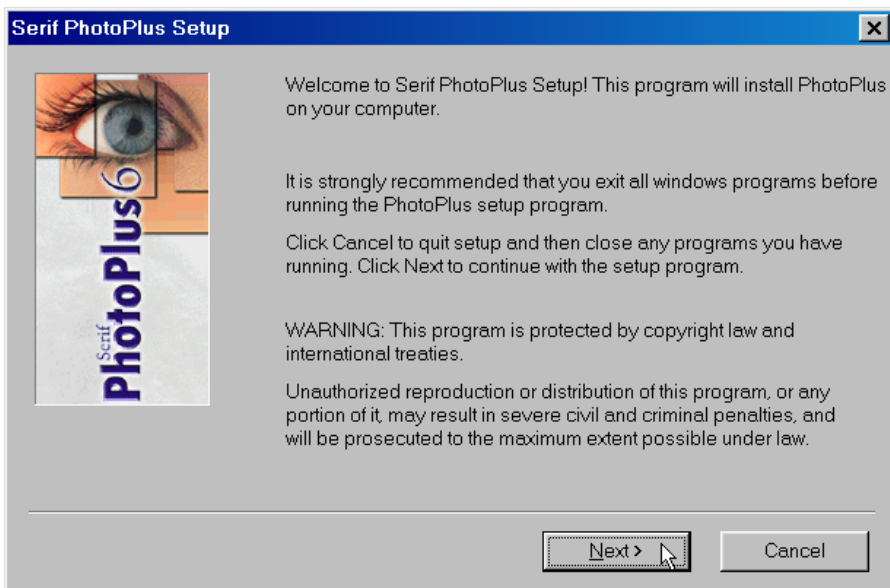 Serif PhotoPlus Setup
Serif
PhotoPlus6
Welcome to Serif PhotoPlus Setup! This program will install PhotoPlus
on your computer.
It is strongly recommended that you exit all windows programs before
running the PhotoPlus setup program.
Click Cancel to quit setup and then close any programs you have
running. Click Next to continue with the setup program.
WARNING: This program is protected by copyright law and
international treaties.
Unauthorized reproduction or distribution of this program, or any
portion of it, may result in severe civil and criminal penalties, and
will be prosecuted to the maximum extent possible under law.
Next >
Cancel